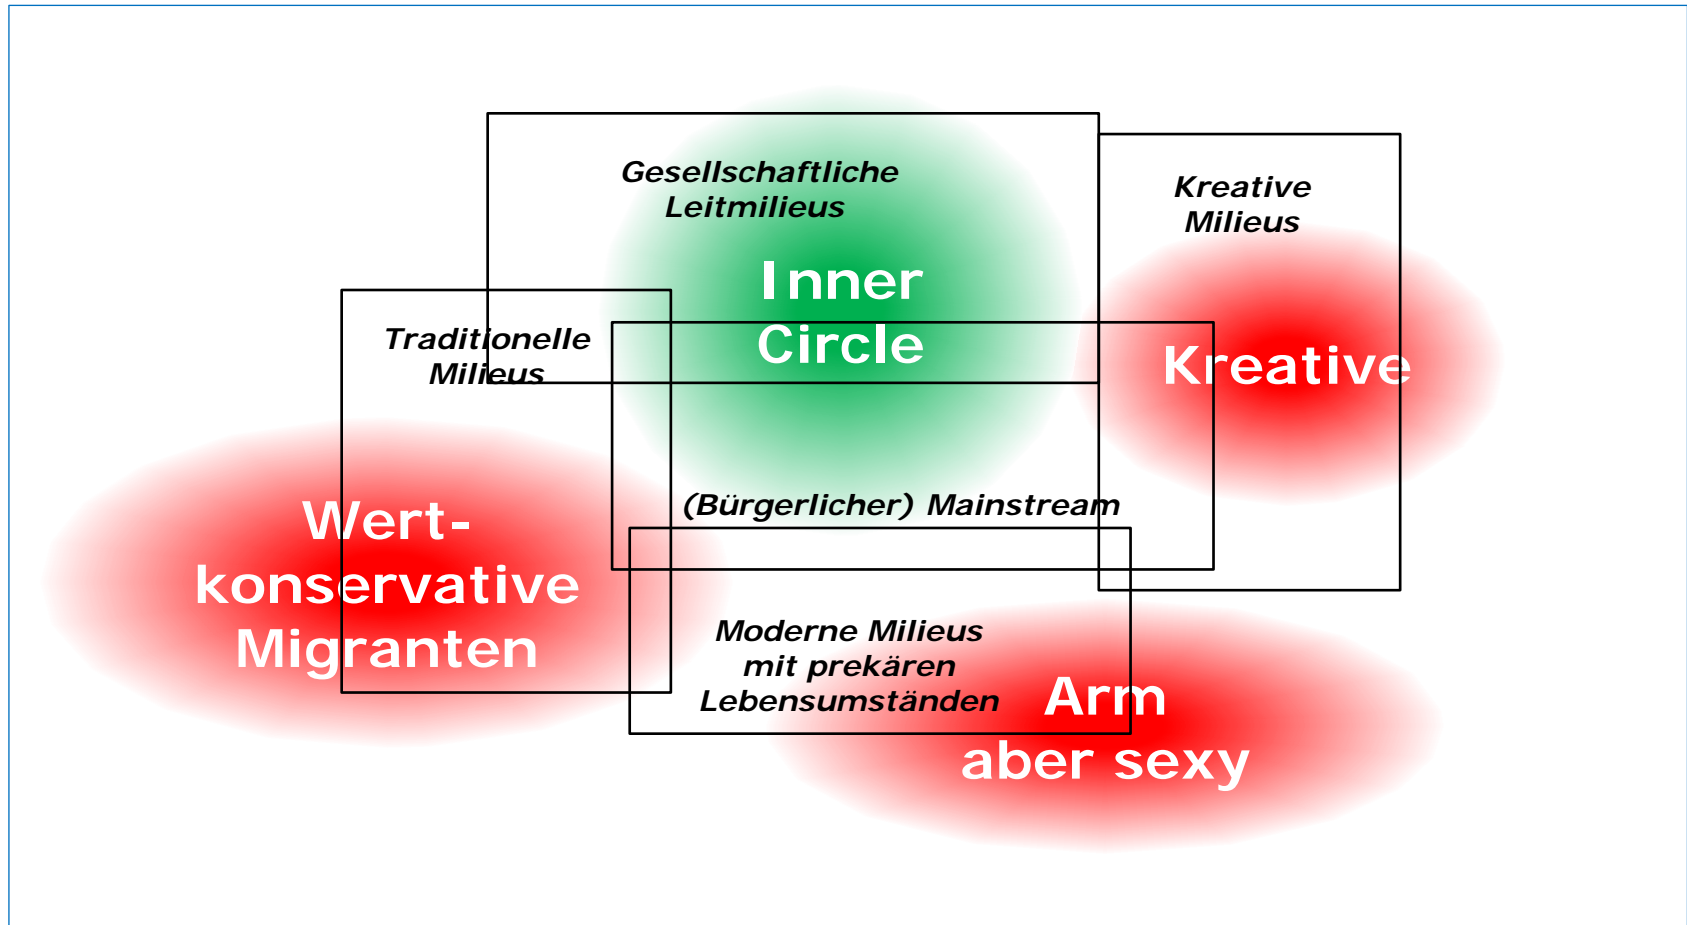 Gesellschaftliche
Leitmilieus
Kreative
Milieus
Inner
Circle
Traditionelle
Milieus
Kreative
(Bürgerlicher) Mainstream
Wert-
konservative
Migranten
Moderne Milieus
mit prekären
Lebensumständen
Arm
aber sexy